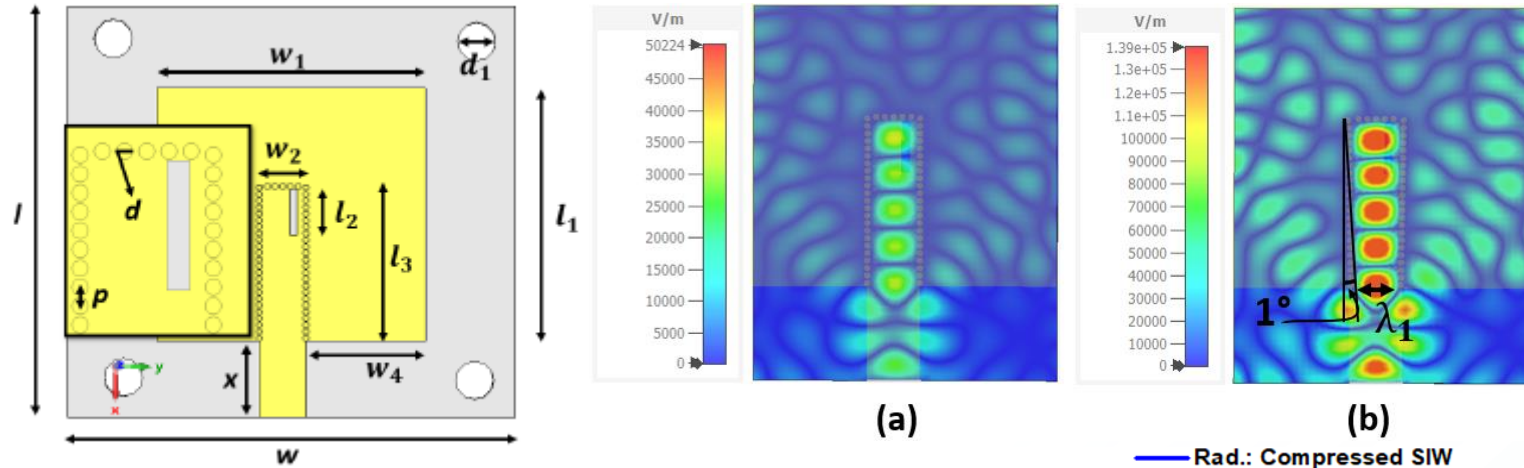 w₁
d₁
w₂
l
d
l₂
l₁
p
l₃
y
x
x
w₄
w
V/m
50224
45000
40000
35000
30000
25000
20000
15000
10000
5000
0
(a)
V/m
1.39e+05
1.3e+05
1.2e+05
1.1e+05
100000
90000
80000
70000
60000
50000
40000
30000
20000
10000
0
1°
λ₁
(b)
Rad.: Compressed SIW